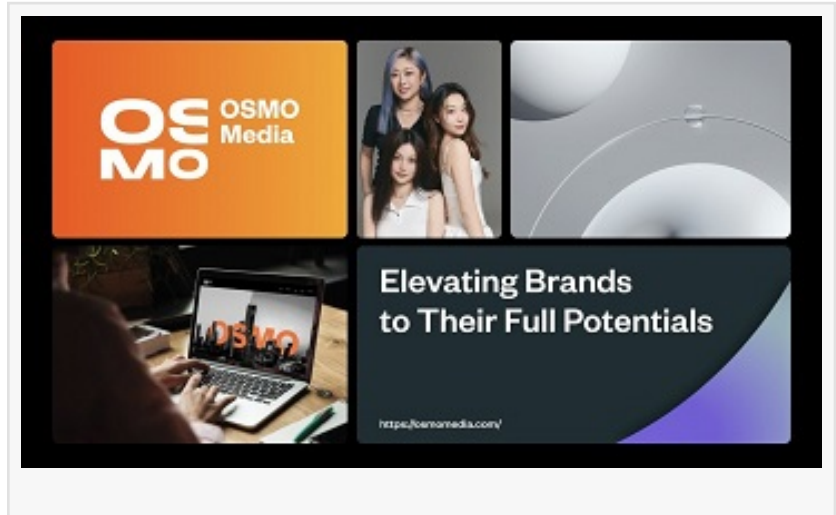 OS
MO
OSMO
Media
OSMO
Elevating Brands
to Their Full Potentials
https://osmomedia.com/